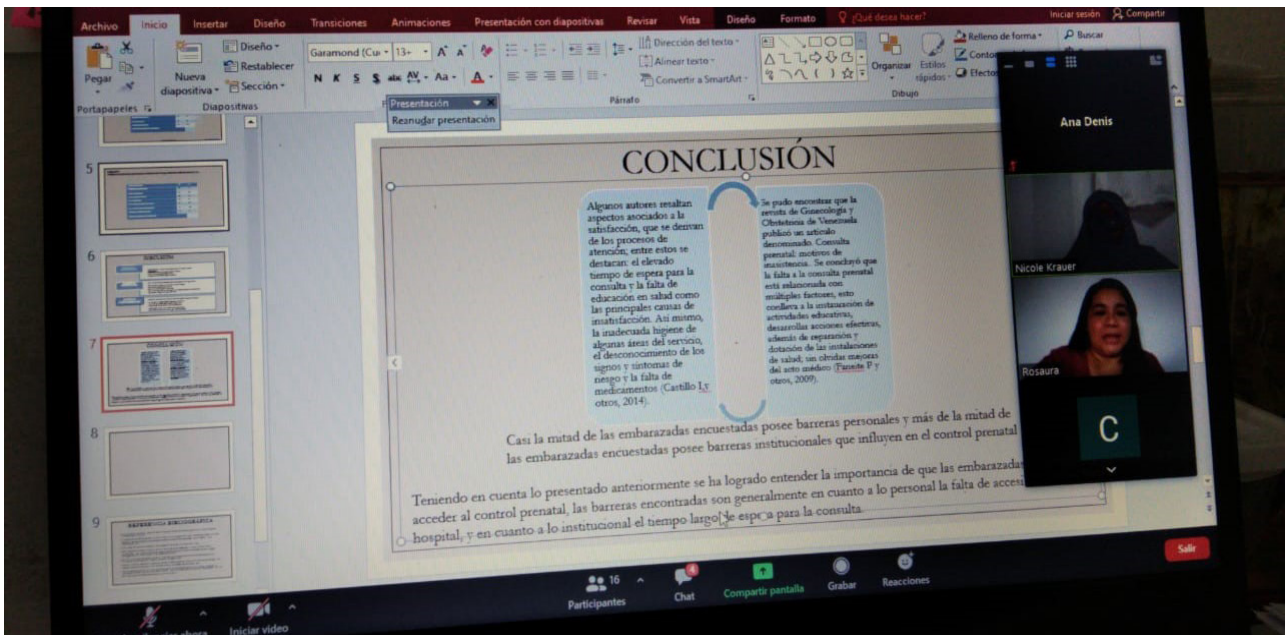 Archivo Inicio Insertar Diseño Transiciones Animaciones Presentación con diapositivas Revisar Vista Diseño Formato ¿Qué desea hacer? Iniciar sesión Compartir
Pegar
Portapapeles
Nueva
diapositiva
Diseño
Restablecer
Sección
Diapositivas
Garamond (Cu 13+
N K S S abc AV Aa A
Dirección del texto
Alinear texto
Convertir a SmartArt
Párrafo
Organizar
Estilos
rápidos
Relleno de forma
Dibujo
Buscar
Presentación
Reanudar presentación
5
6
7
8
9
CONCLUSIÓN
Algunos autores resaltan
aspectos asociados a la
satisfacción, que se derivan
de los procesos de
atención; entre estos se
destacan: el elevado
tiempo de espera para la
consulta y la falta de
educación en salud como
las principales causas de
insatisfacción. Así mismo,
la inadecuada higiene de
algunas áreas del servicio,
el desconocimiento de los
signos y síntomas de
riesgo y la falta de
medicamentos (Castillo I,y
otros, 2014).
Se pudo encontrar que la
revista de Ginecología y
Obstetricia de Venezuela
publicó un artículo
denominado. Consulta
prenatal: motivos de
inasistencia.. Se concluyó que
la falta a la consulta prenatal
está relacionada con
múltiples factores, esto
conlleva a la instauración de
actividades educativas,
desarrollar acciones efectivas,
además de reparación y
dotación de las instalaciones
de salud; sin olvidar mejoras
del acto médico
otros, 2009).
Casi la mitad de las embarazadas encuestadas posee barreras personales y más de la mitad de
las embarazadas encuestadas posee barreras institucionales que influyen en el control prenatal
Teniendo en cuenta lo presentado anteriormente se ha logrado entender la importancia de que las embarazadas
acceder al control prenatal, las barreras encontradas son generalmente en cuanto a lo personal la falta de
hospital, y en cuanto a lo institucional el tiempo largo de espera para la consulta.
Ana Denis
Nicole Krauer
Rosaura
C
Iniciar video
16
Participantes
4
Chat
Compartir pantalla
Grabar
Reacciones
Salir